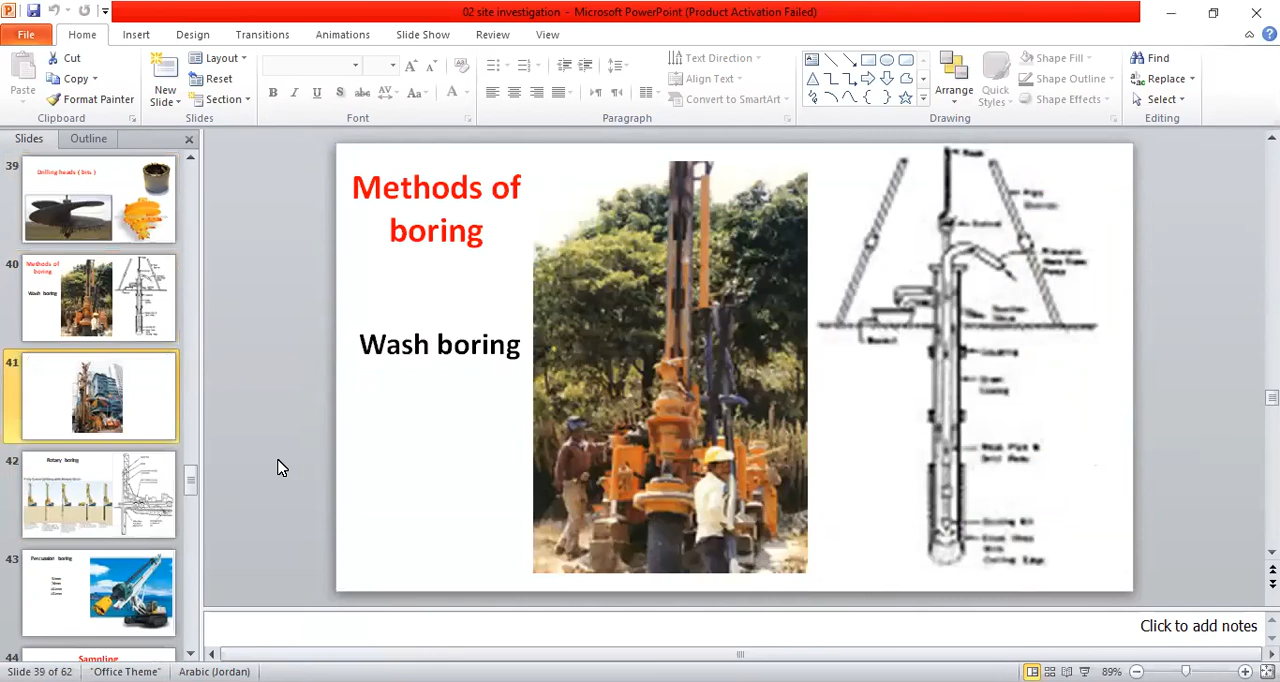 02 site investigation - Microsoft PowerPoint (Product Activation Failed)
File Home Insert Design Transitions Animations Slide Show Review View
Paste
Cut
Copy
Format Painter
Clipboard
New
Slide
Layout
Reset
Section
Slides
Font
Text Direction
Align Text
Convert to SmartArt
Paragraph
Arrange
Quick
Styles
Shape Fill
Shape Outline
Shape Effects
Drawing
Find
Replace
Select
Editing
Slides Outline
39
Drilling heads ( bits )
40
Methods of
boring
Wash boring
41
42
Rotary boring
43
Percussion boring
44
Sampling
Methods of
boring
Wash boring
Casing
Click to add notes
Slide 39 of 62 "Office Theme" Arabic (Jordan) 89%